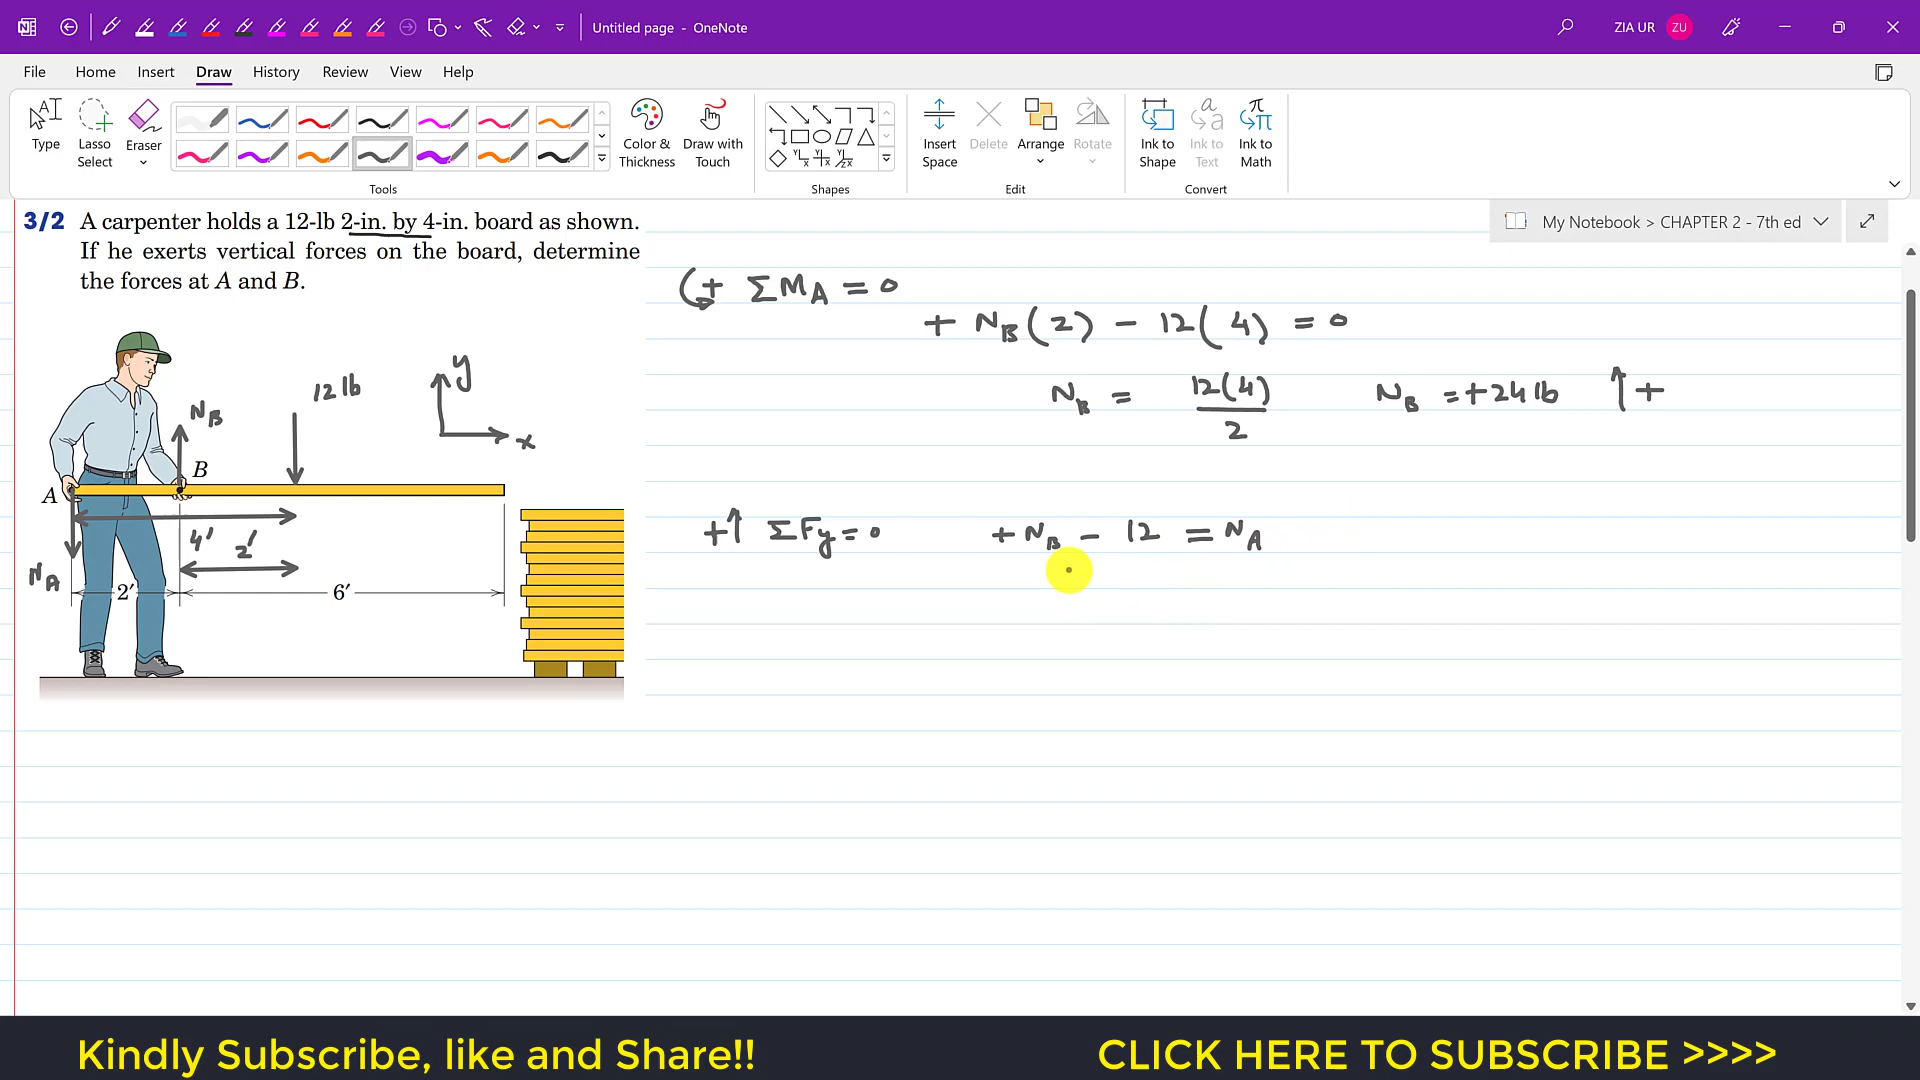 Untitled page - OneNote
ZIA UR ZU
File Home Insert Draw History Review View Help
Type
Lasso Select
Eraser
Color & Thickness
Draw with Touch
Insert Space
Delete
Arrange
Rotate
Ink to Shape
Ink to Text
Ink to Math
Tools
Shapes
Edit
Convert
My Notebook > CHAPTER 2 - 7th ed
3/2 A carpenter holds a 12-lb 2-in. by 4-in. board as shown.
If he exerts vertical forces on the board, determine
the forces at A and B.
12 lb
y
x
N_B
B
A
N_A
4'
2'
2'
6'
(+ ΣM_A = 0
+ N_B (2) - 12 (4) = 0
N_B = 12(4)/2 N_B = +24 lb ↑ +
+↑ ΣFy = 0 + N_B - 12 = N_A
Kindly Subscribe, like and Share!!
CLICK HERE TO SUBSCRIBE >>>>